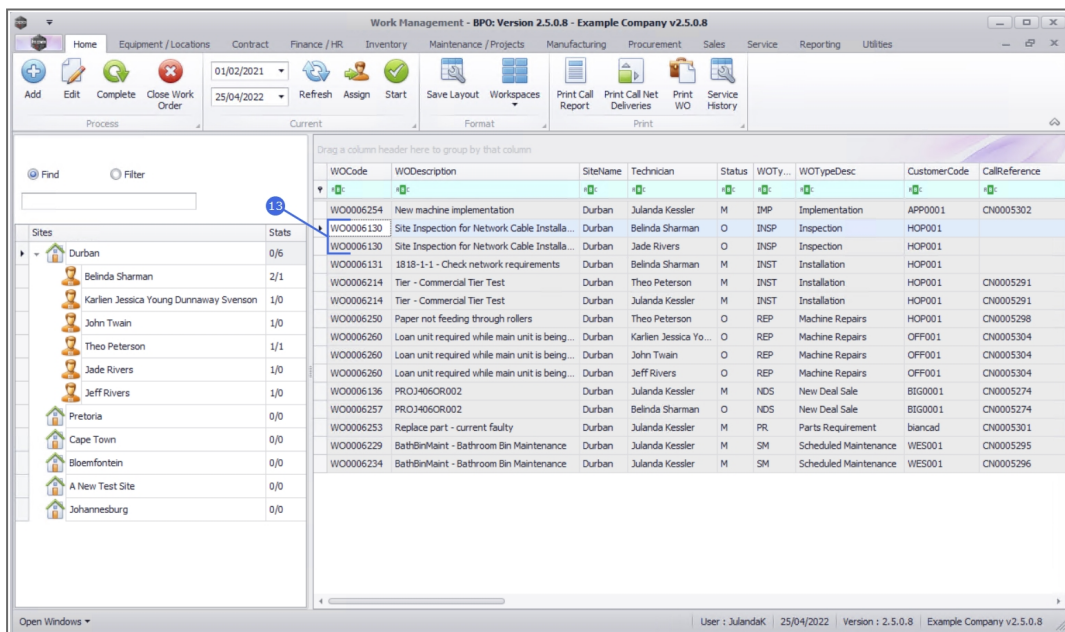 Work Management - BPO: Version 2.5.0.8 - Example Company v2.5.0.8
Home Equipment / Locations Contract Finance / HR Inventory Maintenance / Projects Manufacturing Procurement Sales Service Reporting Utilities
Add Edit Complete Close Work Order 01/02/2021 25/04/2022 Refresh Assign Start Save Layout Workspaces Print Call Report Print Call Net Deliveries Print WO Service History
Process Current Format Print
Drag a column header here to group by that column
Find Filter
13
Sites Stats
Durban 0/6
Belinda Sharman 2/1
Karlien Jessica Young Dunnaway Svenson 1/0
John Twain 1/0
Theo Peterson 1/1
Jade Rivers 1/0
Jeff Rivers 1/0
Pretoria 0/0
Cape Town 0/0
Bloemfontein 0/0
A New Test Site 0/0
Johannesburg 0/0
WOCode WODescription SiteName Technician Status WOTy... WOTypeDesc CustomerCode CallReference
WO0006254 New machine implementation Durban Julanda Kessler M IMP Implementation APP0001 CN0005302
WO0006130 Site Inspection for Network Cable Installa... Durban Belinda Sharman O INSP Inspection HOP001
WO0006130 Site Inspection for Network Cable Installa... Durban Jade Rivers O INSP Inspection HOP001
WO0006131 1818-1-1 - Check network requirements Durban Belinda Sharman M INST Installation HOP001
WO0006214 Tier - Commercial Tier Test Durban Theo Peterson M INST Installation HOP001 CN0005291
WO0006214 Tier - Commercial Tier Test Durban Julanda Kessler M INST Installation HOP001 CN0005291
WO0006250 Paper not feeding through rollers Durban Theo Peterson O REP Machine Repairs HOP001 CN0005298
WO0006260 Loan unit required while main unit is being... Durban Karlien Jessica Yo... O REP Machine Repairs OFF001 CN0005304
WO0006260 Loan unit required while main unit is being... Durban John Twain O REP Machine Repairs OFF001 CN0005304
WO0006260 Loan unit required while main unit is being... Durban Jeff Rivers O REP Machine Repairs OFF001 CN0005304
WO0006136 PROJ406OR002 Durban Julanda Kessler M NDS New Deal Sale BIG0001 CN0005274
WO0006257 PROJ406OR002 Durban Belinda Sharman O NDS New Deal Sale BIG0001 CN0005274
WO0006253 Replace part - current faulty Durban Julanda Kessler M PR Parts Requirement biancad CN0005301
WO0006229 BathBinMaint - Bathroom Bin Maintenance Durban Julanda Kessler M SM Scheduled Maintenance WES001 CN0005295
WO0006234 BathBinMaint - Bathroom Bin Maintenance Durban Julanda Kessler M SM Scheduled Maintenance WES001 CN0005296
Open Windows User : JulandaK 25/04/2022 Version : 2.5.0.8 Example Company v2.5.0.8